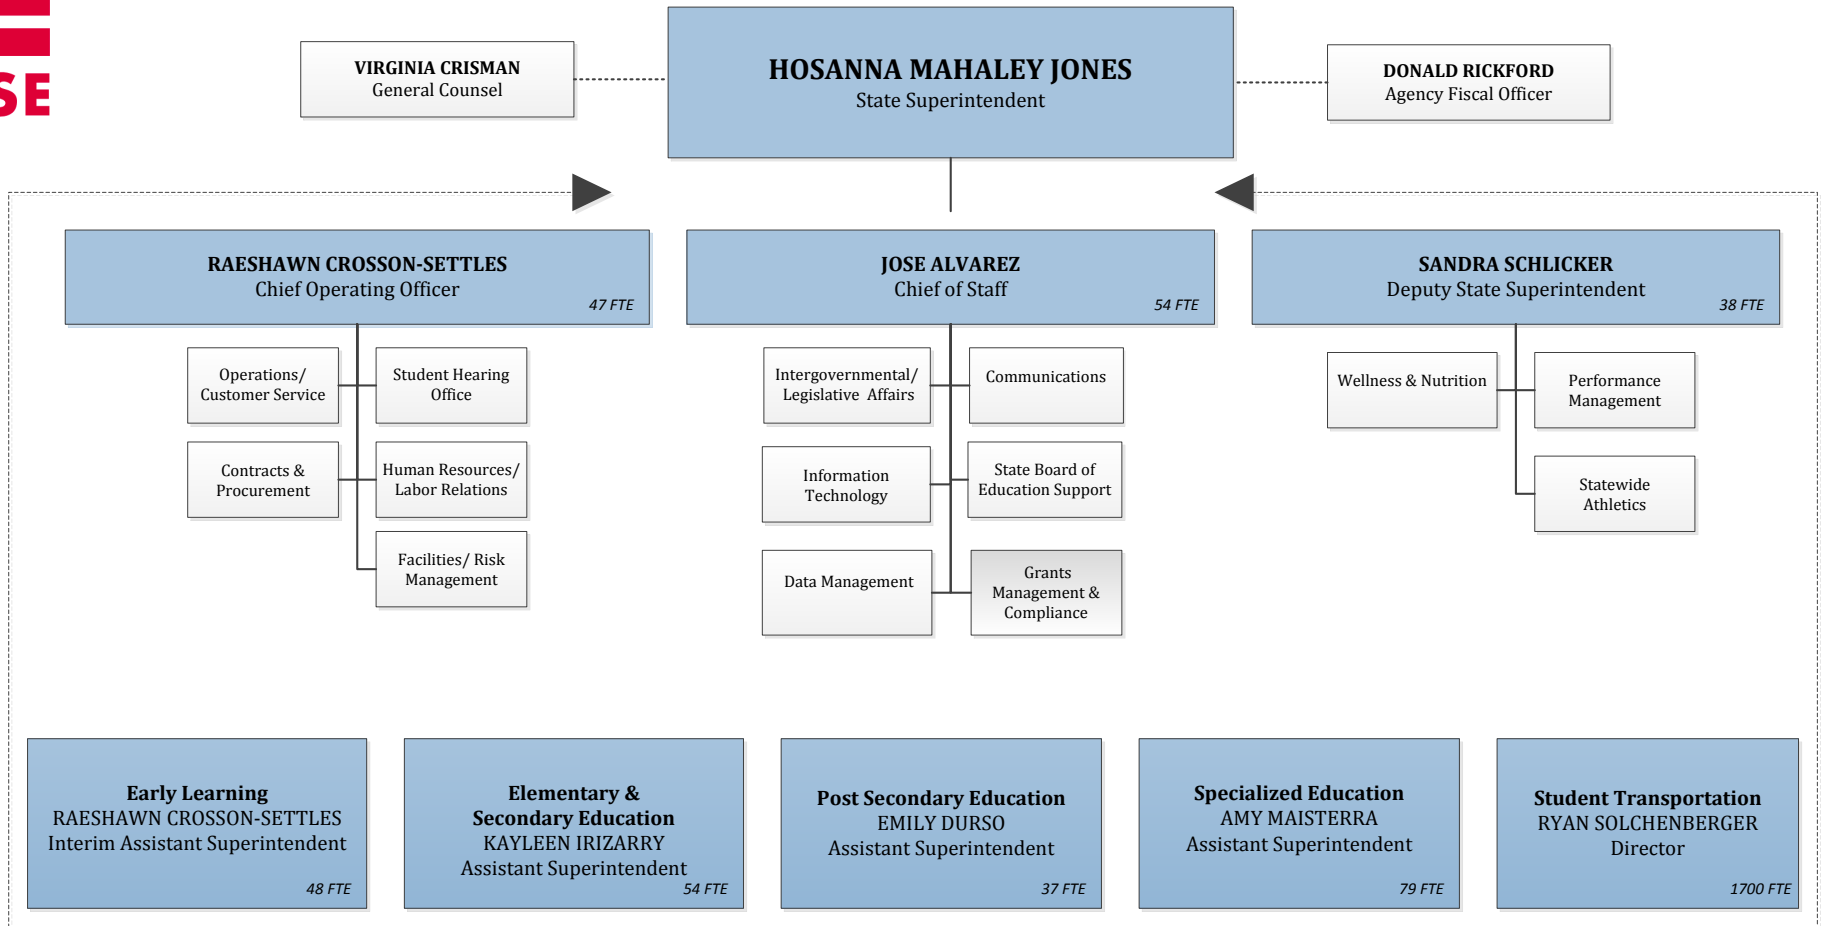 SE
HOSANNA MAHALEY JONES
State Superintendent
VIRGINIA CRISMAN
General Counsel
DONALD RICKFORD
Agency Fiscal Officer
RAESHAWN CROSSON-SETTLES
Chief Operating Officer
47 FTE
JOSE ALVAREZ
Chief of Staff
54 FTE
SANDRA SCHLICKER
Deputy State Superintendent
38 FTE
Operations/
Customer Service
Student Hearing
Office
Contracts &
Procurement
Human Resources/
Labor Relations
Facilities/ Risk
Management
Intergovernmental/
Legislative Affairs
Communications
Information
Technology
State Board of
Education Support
Data Management
Grants
Management &
Compliance
Wellness & Nutrition
Performance
Management
Statewide
Athletics
Early Learning
RAESHAWN CROSSON-SETTLES
Interim Assistant Superintendent
48 FTE
Elementary &
Secondary Education
KAYLEEN IRIZARRY
Assistant Superintendent
54 FTE
Post Secondary Education
EMILY DURSO
Assistant Superintendent
37 FTE
Specialized Education
AMY MAISTERRA
Assistant Superintendent
79 FTE
Student Transportation
RYAN SOLCHENBERGER
Director
1700 FTE